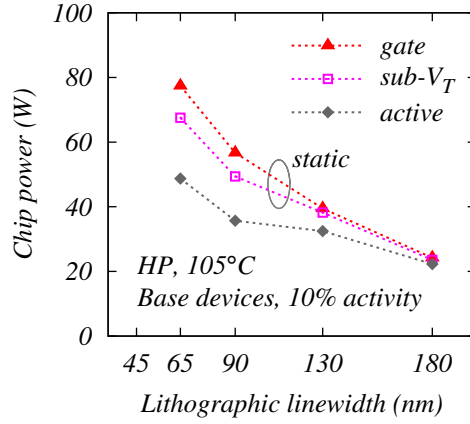 100
80
60
40
20
0
Chip power (W)
gate
sub-V_T
active
static
HP, 105°C
Base devices, 10% activity
45 65 90 130 180
Lithographic linewidth (nm)